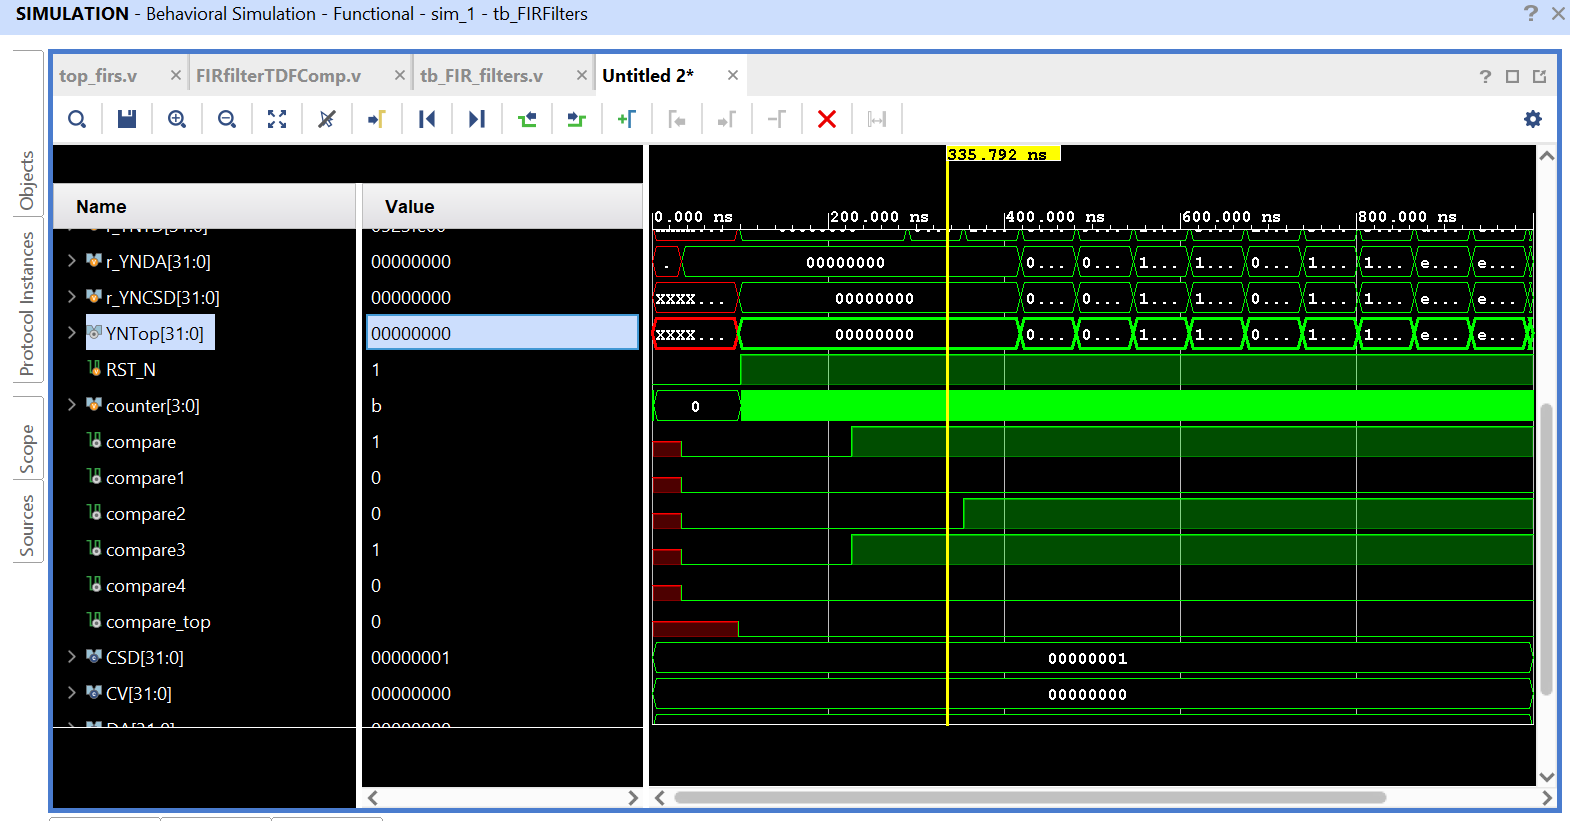 SIMULATION - Behavioral Simulation - Functional - sim_1 - tb_FIRFilters
top_firs.v
FIRfilterTDFComp.v
tb_FIR_filters.v
Untitled 2*
335.792 ns
Name
Value
0.000 ns
200.000 ns
400.000 ns
600.000 ns
800.000 ns
r_YNDA[31:0]
00000000
.
00000000
0...
0...
1...
1...
0...
1...
1...
e...
e...
r_YNCSD[31:0]
00000000
XXXX...
00000000
0...
0...
1...
1...
0...
1...
1...
e...
e...
YNTop[31:0]
00000000
XXXX...
00000000
0...
0...
1...
1...
0...
1...
1...
e...
e...
RST_N
1
counter[3:0]
b
0
compare
1
compare1
0
compare2
0
compare3
1
compare4
0
compare_top
0
CSD[31:0]
00000001
00000001
CV[31:0]
00000000
00000000
Objects
Protocol Instances
Scope
Sources